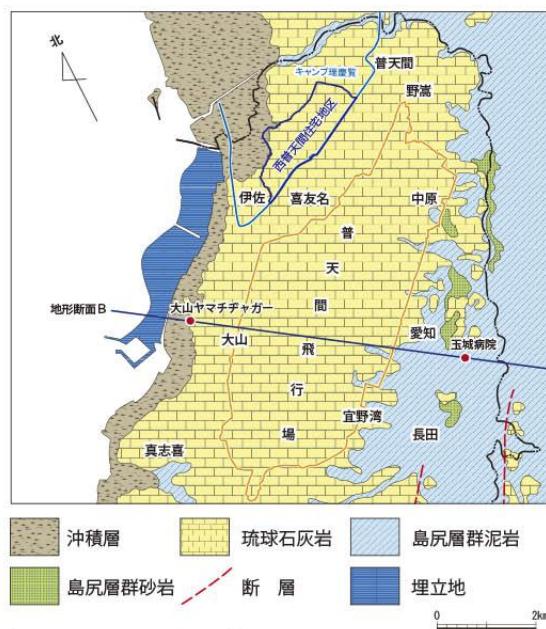 北
キャンプ瑞慶覧
普天間
野嵩
西普天間住宅地区
伊佐
喜友名
中原
普天間飛行場
地形断面B
大山ヤマチヂャガー
大山
愛知
玉城病院
宜野湾
長田
真志喜
沖積層
琉球石灰岩
島尻層群泥岩
島尻層群砂岩
断 層
埋立地
0 2km